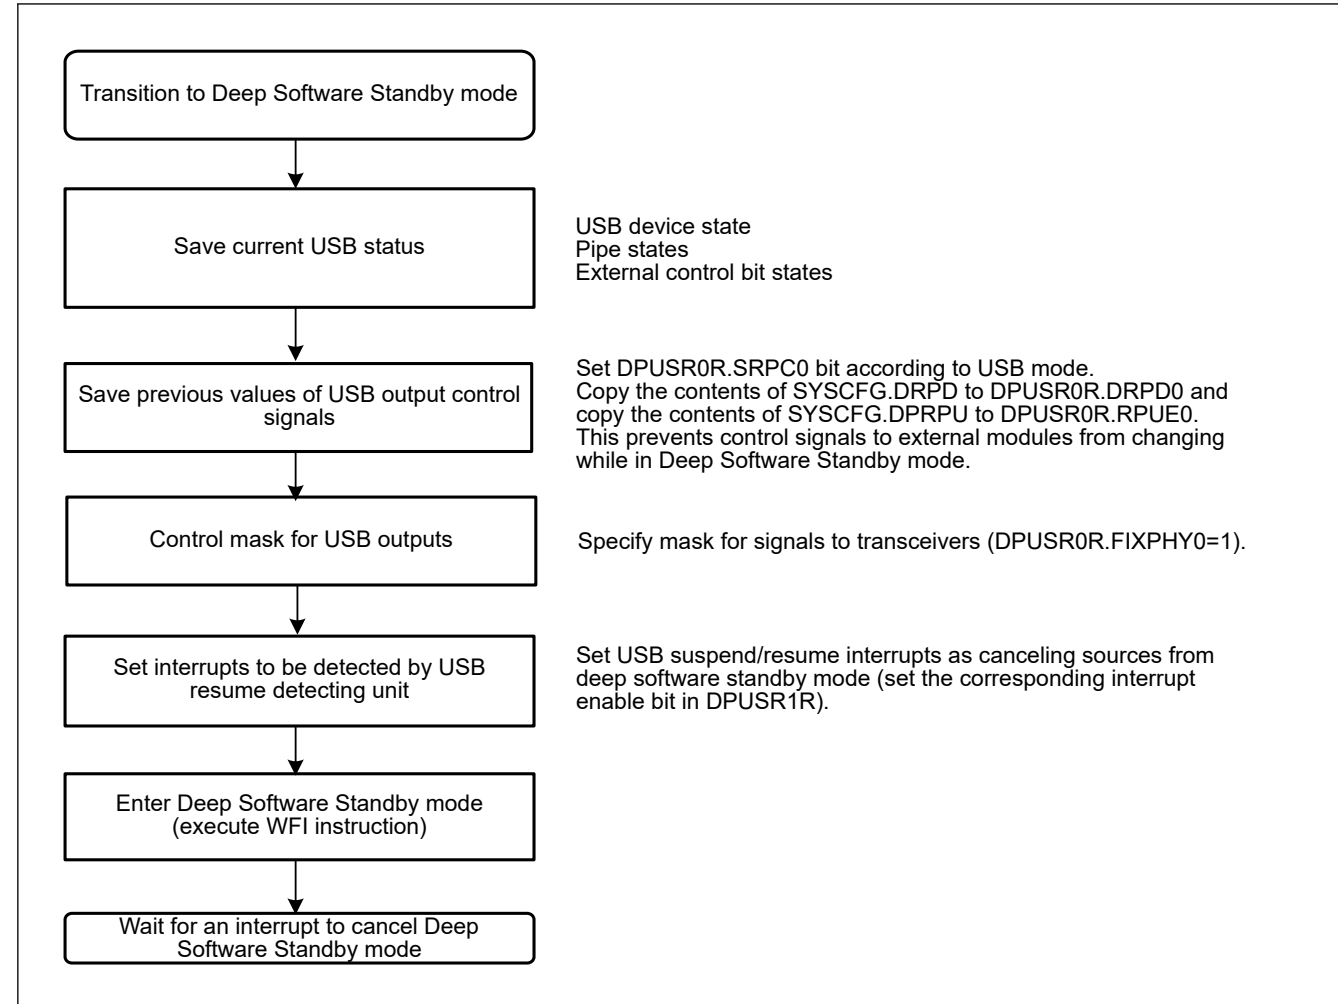 Transition to Deep Software Standby mode
Save current USB status
USB device state
Pipe states
External control bit states
Save previous values of USB output control
signals
Set DPUSR0R.SRPC0 bit according to USB mode.
Copy the contents of SYSCFG.DRPD to DPUSR0R.DRPD0 and
copy the contents of SYSCFG.DPRPU to DPUSR0R.RPUE0.
This prevents control signals to external modules from changing
while in Deep Software Standby mode.
Control mask for USB outputs
Specify mask for signals to transceivers (DPUSR0R.FIXPHY0=1).
Set interrupts to be detected by USB
resume detecting unit
Set USB suspend/resume interrupts as canceling sources from
deep software standby mode (set the corresponding interrupt
enable bit in DPUSR1R).
Enter Deep Software Standby mode
(execute WFI instruction)
Wait for an interrupt to cancel Deep
Software Standby mode